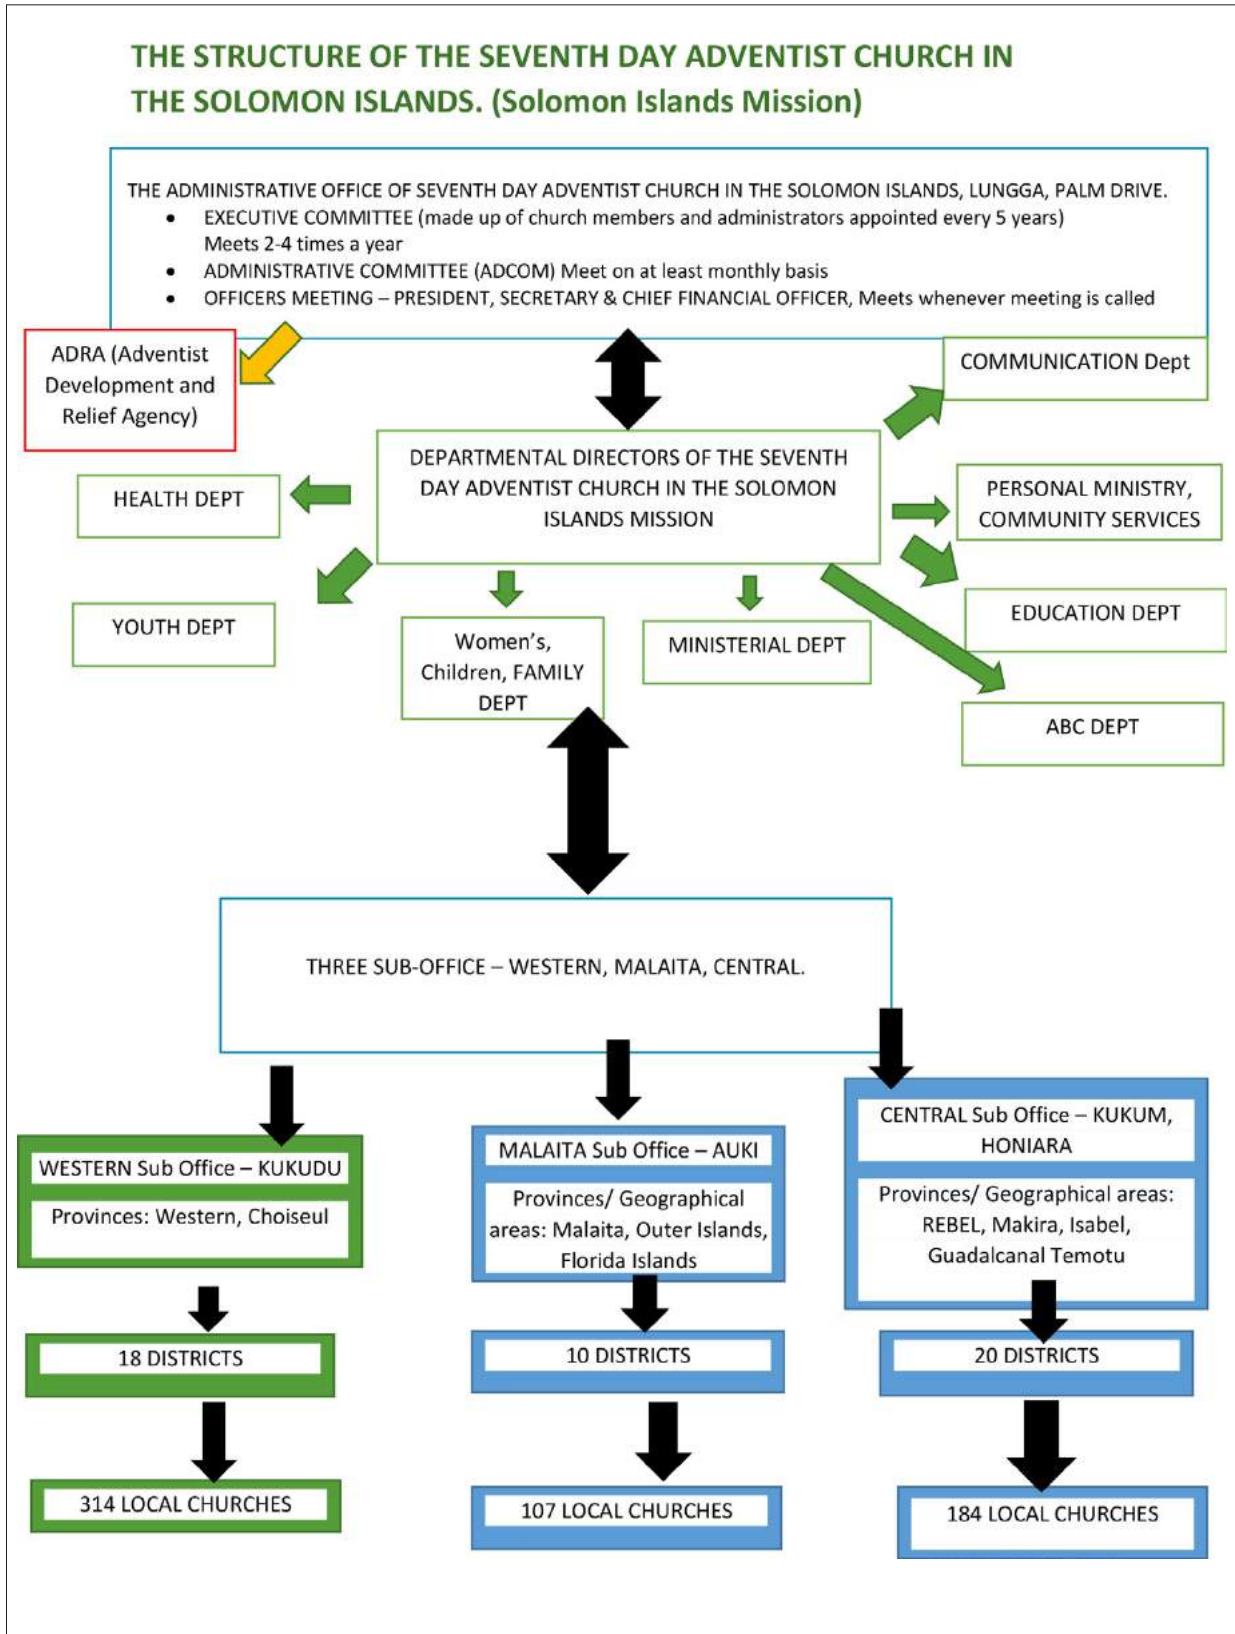 THE STRUCTURE OF THE SEVENTH DAY ADVENTIST CHURCH IN
THE SOLOMON ISLANDS. (Solomon Islands Mission)
THE ADMINISTRATIVE OFFICE OF SEVENTH DAY ADVENTIST CHURCH IN THE SOLOMON ISLANDS, LUNGGA, PALM DRIVE.
• EXECUTIVE COMMITTEE (made up of church members and administrators appointed every 5 years)
Meets 2-4 times a year
• ADMINISTRATIVE COMMITTEE (ADCOM) Meet on at least monthly basis
• OFFICERS MEETING – PRESIDENT, SECRETARY & CHIEF FINANCIAL OFFICER, Meets whenever meeting is called
ADRA (Adventist
Development and
Relief Agency)
COMMUNICATION Dept
DEPARTMENTAL DIRECTORS OF THE SEVENTH
DAY ADVENTIST CHURCH IN THE SOLOMON
ISLANDS MISSION
HEALTH DEPT
PERSONAL MINISTRY,
COMMUNITY SERVICES
YOUTH DEPT
Women's,
Children, FAMILY
DEPT
MINISTERIAL DEPT
EDUCATION DEPT
ABC DEPT
THREE SUB-OFFICE – WESTERN, MALAITA, CENTRAL.
WESTERN Sub Office – KUKUDU
Provinces: Western, Choiseul
MALAITA Sub Office – AUKI
Provinces/ Geographical
areas: Malaita, Outer Islands,
Florida Islands
CENTRAL Sub Office – KUKUM,
HONIARA
Provinces/ Geographical areas:
REBEL, Makira, Isabel,
Guadalcanal Temotu
18 DISTRICTS
10 DISTRICTS
20 DISTRICTS
314 LOCAL CHURCHES
107 LOCAL CHURCHES
184 LOCAL CHURCHES